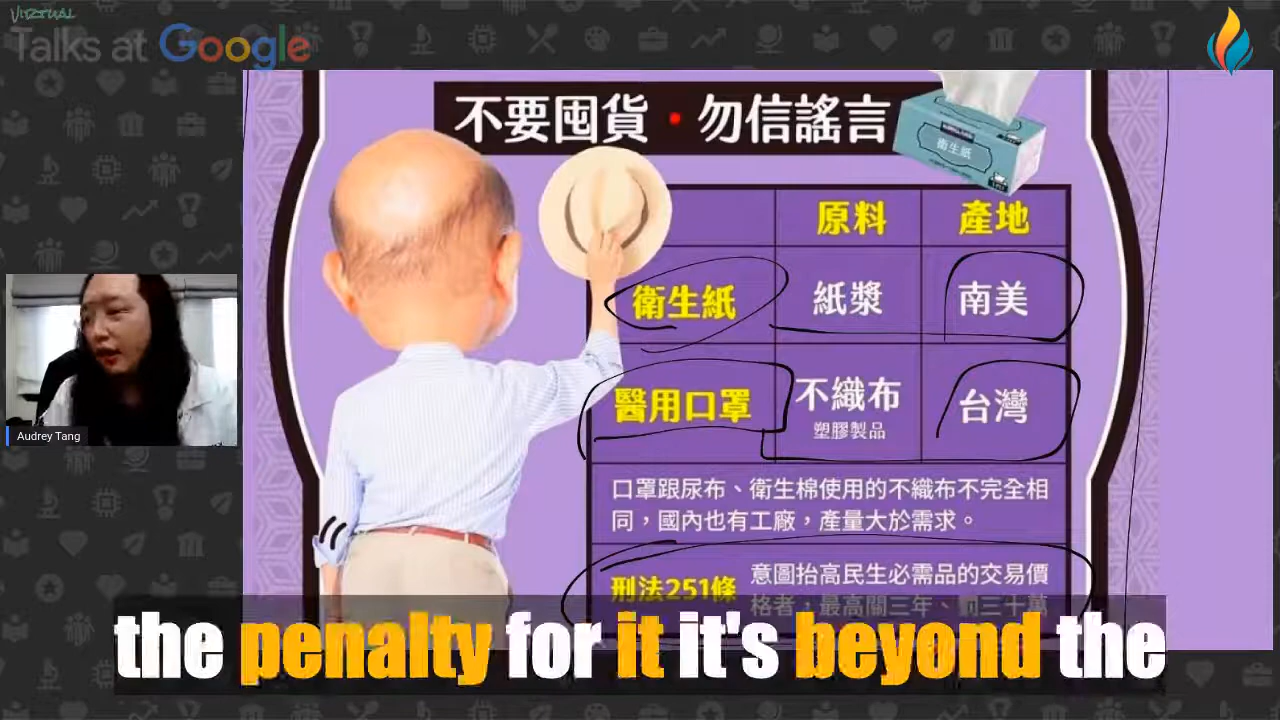 VIRTUAL
Talks at Google
不要囤貨・勿信謠言
衛生紙
原料 產地
衛生紙 紙漿 南美
醫用口罩 不織布 台灣
塑膠製品
口罩跟尿布、衛生棉使用的不織布不完全相
同，國內也有工廠，產量大於需求。
刑法251條 意圖抬高民生必需品的交易價
格者，最高關三年、罰三十萬
Audrey Tang
the penalty for it it's beyond the